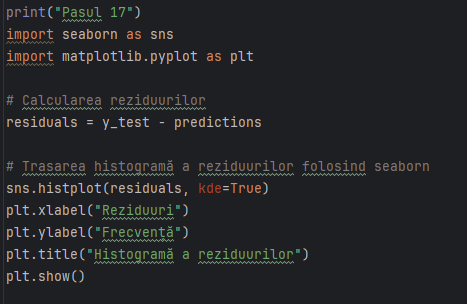 print("Pasul 17")
import seaborn as sns
import matplotlib.pyplot as plt
# Calcularea reziduurilor
residuals = y_test - predictions
# Trasarea histogramă a reziduurilor folosind seaborn
sns.histplot(residuals, kde=True)
plt.xlabel("Reziduuri")
plt.ylabel("Frecvență")
plt.title("Histogramă a reziduurilor")
plt.show()